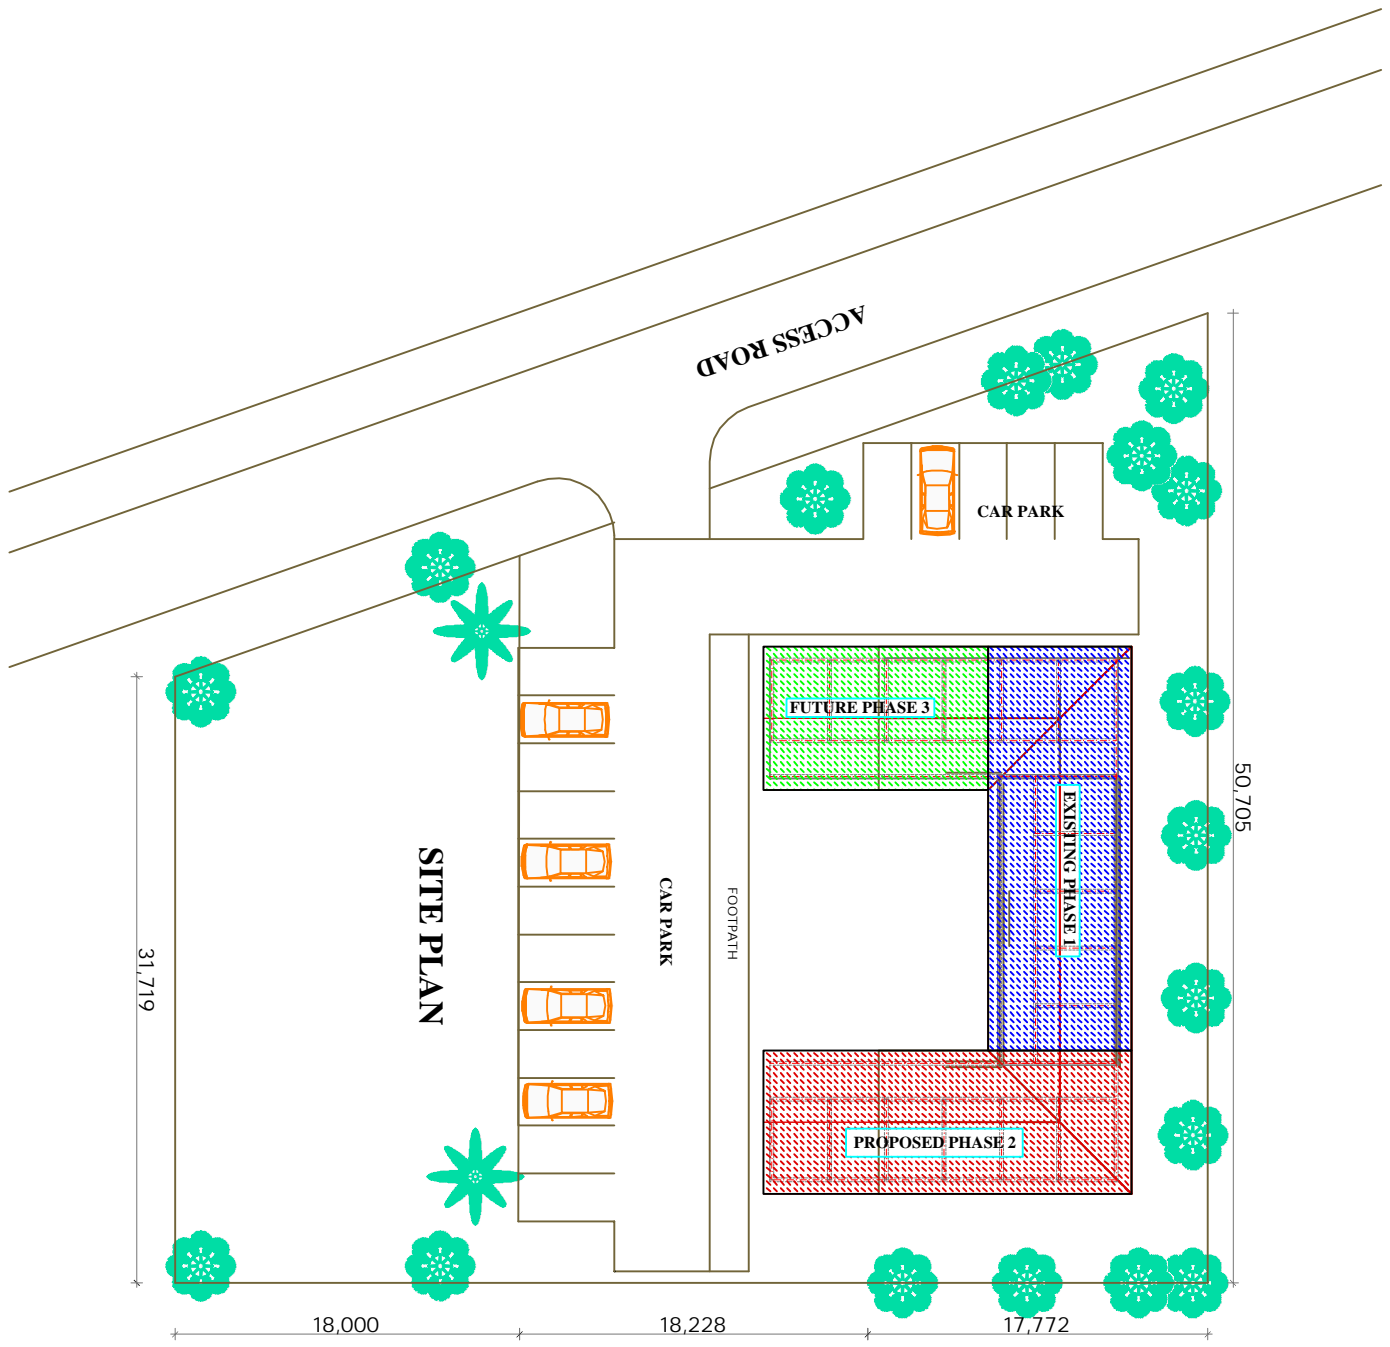 ACCESS ROAD
CAR PARK
FUTURE PHASE 3
EXISTING PHASE 1
50,705
SITE PLAN
CAR PARK
FOOTPATH
31,719
PROPOSED PHASE 2
18,000
18,228
17,772